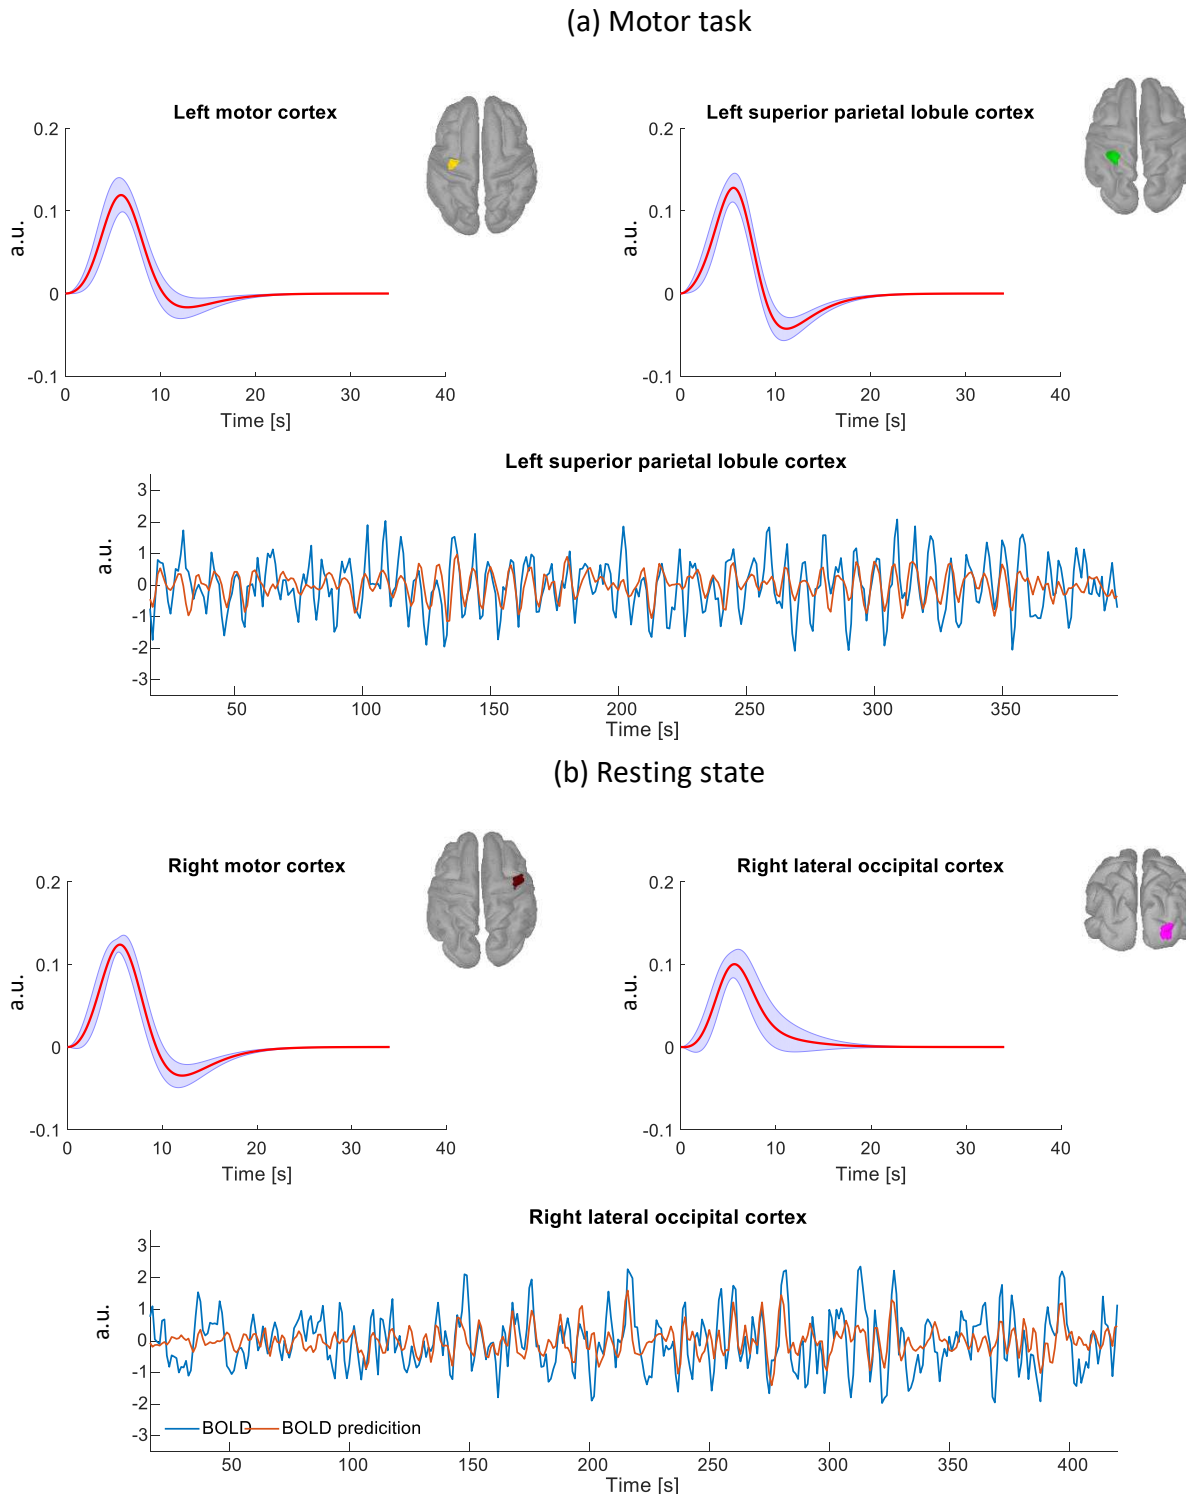 (a) Motor task
Left motor cortex
0.2
0.1
0
-0.1
a.u.
0 10 20 30 40
Time [s]
Left superior parietal lobule cortex
0.2
0.1
0
-0.1
a.u.
0 10 20 30 40
Time [s]
Left superior parietal lobule cortex
3
2
1
0
-1
-2
-3
a.u.
50 100 150 200 250 300 350
Time [s]
(b) Resting state
Right motor cortex
0.2
0.1
0
-0.1
a.u.
0 10 20 30 40
Time [s]
Right lateral occipital cortex
0.2
0.1
0
-0.1
a.u.
0 10 20 30 40
Time [s]
Right lateral occipital cortex
3
2
1
0
-1
-2
-3
a.u.
BOLD BOLD predicition
50 100 150 200 250 300 350 400
Time [s]